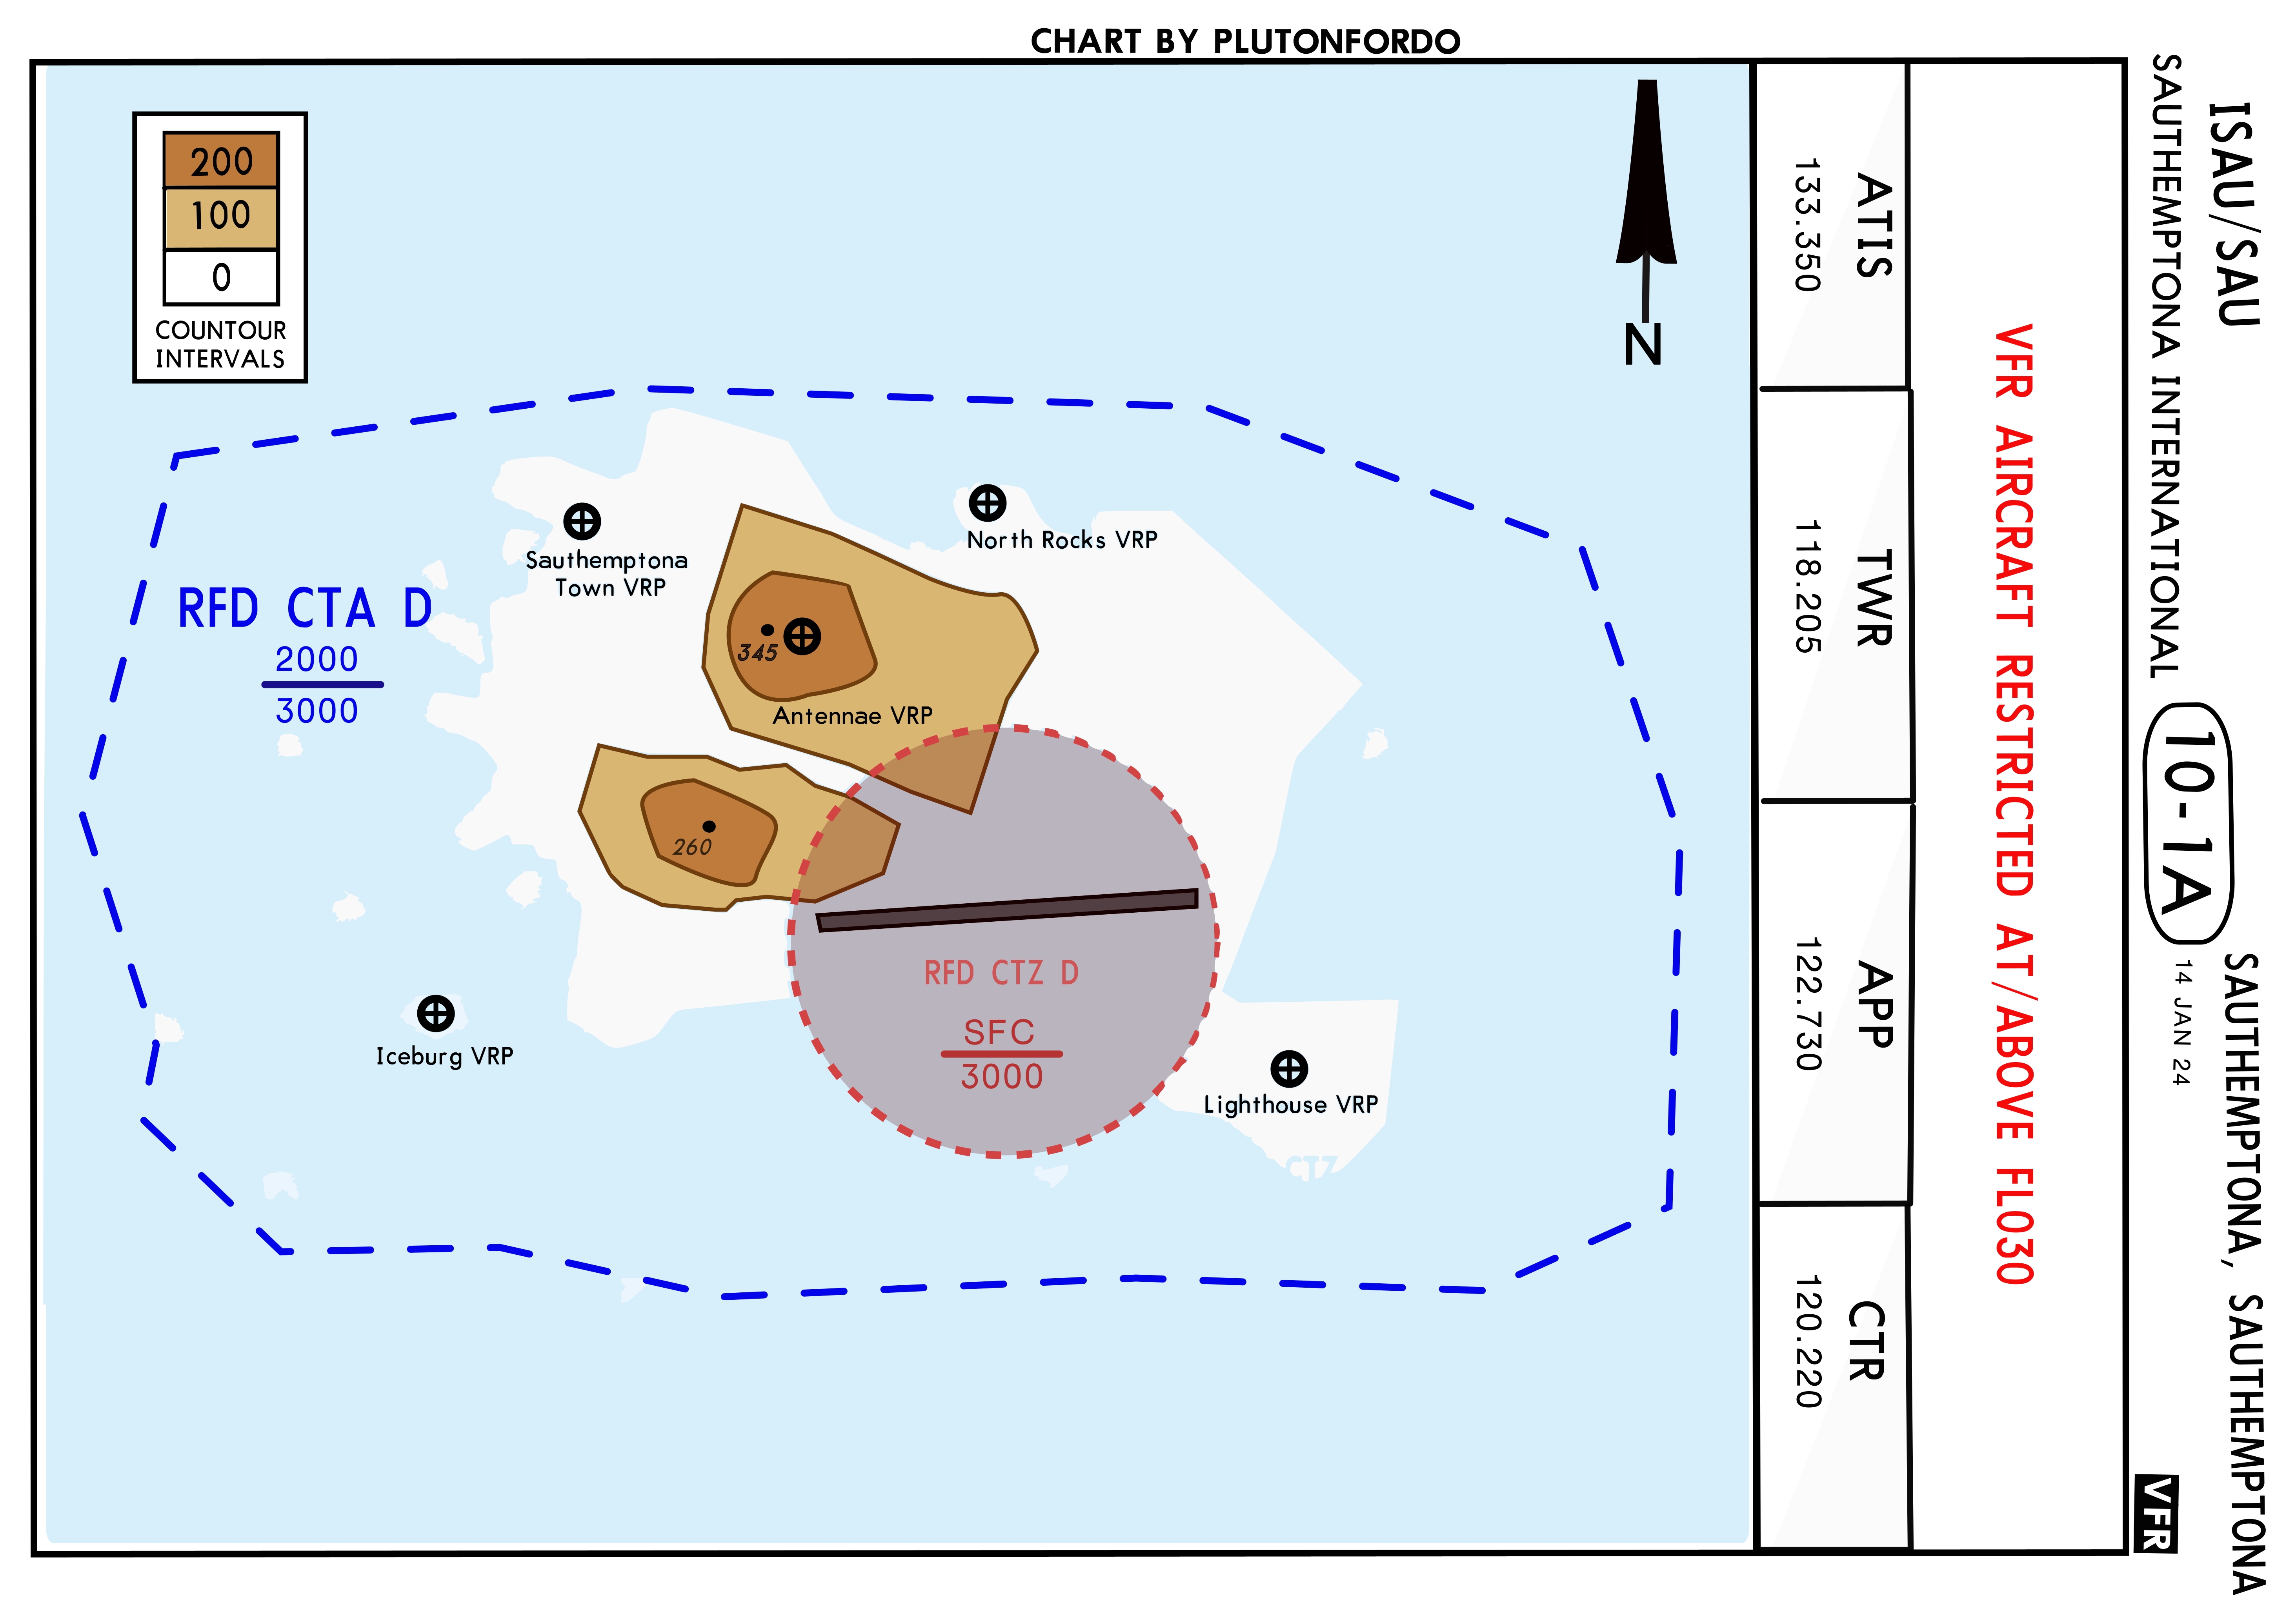 CHART BY PLUTONFORDO
200
100
0
COUNTOUR
INTERVALS
N
Sauthemptona
Town VRP
North Rocks VRP
RFD CTA D
2000
3000
345
Antennae VRP
260
RFD CTZ D
SFC
3000
Iceburg VRP
Lighthouse VRP
CTZ
ATIS
133.350
TWR
118.205
APP
122.730
CTR
120.220
VFR AIRCRAFT RESTRICTED AT/ABOVE FL030
ISAU/SAU
SAUTHEMPTONA INTERNATIONAL
10-1A
14 JAN 24
SAUTHEMPTONA, SAUTHEMPTONA
VFR